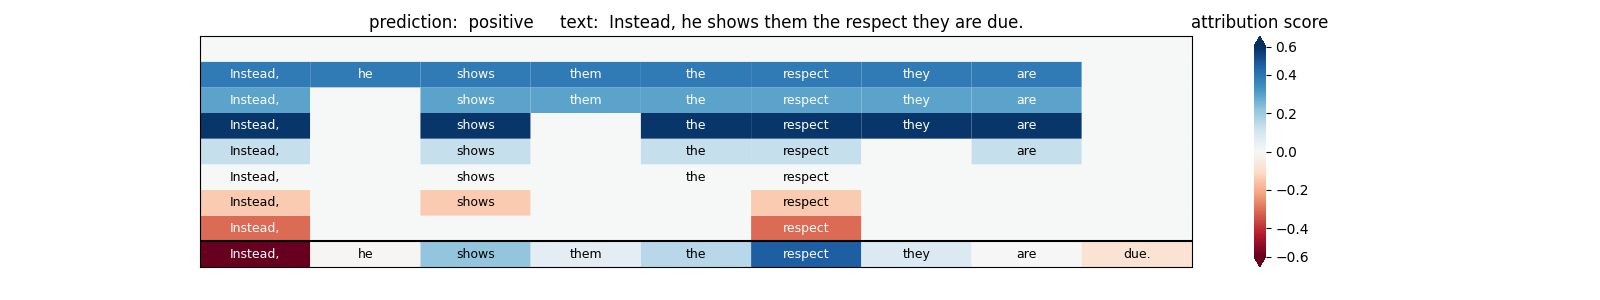 prediction:  positive     text:  Instead, he shows them the respect they are due.
attribution score
Instead, he shows them the respect they are
Instead, shows them the respect they are
Instead, shows the respect they are
Instead, shows the respect are
Instead, shows the respect
Instead, shows respect
Instead, respect
Instead, he shows them the respect they are due.
0.6
0.4
0.2
0.0
−0.2
−0.4
−0.6